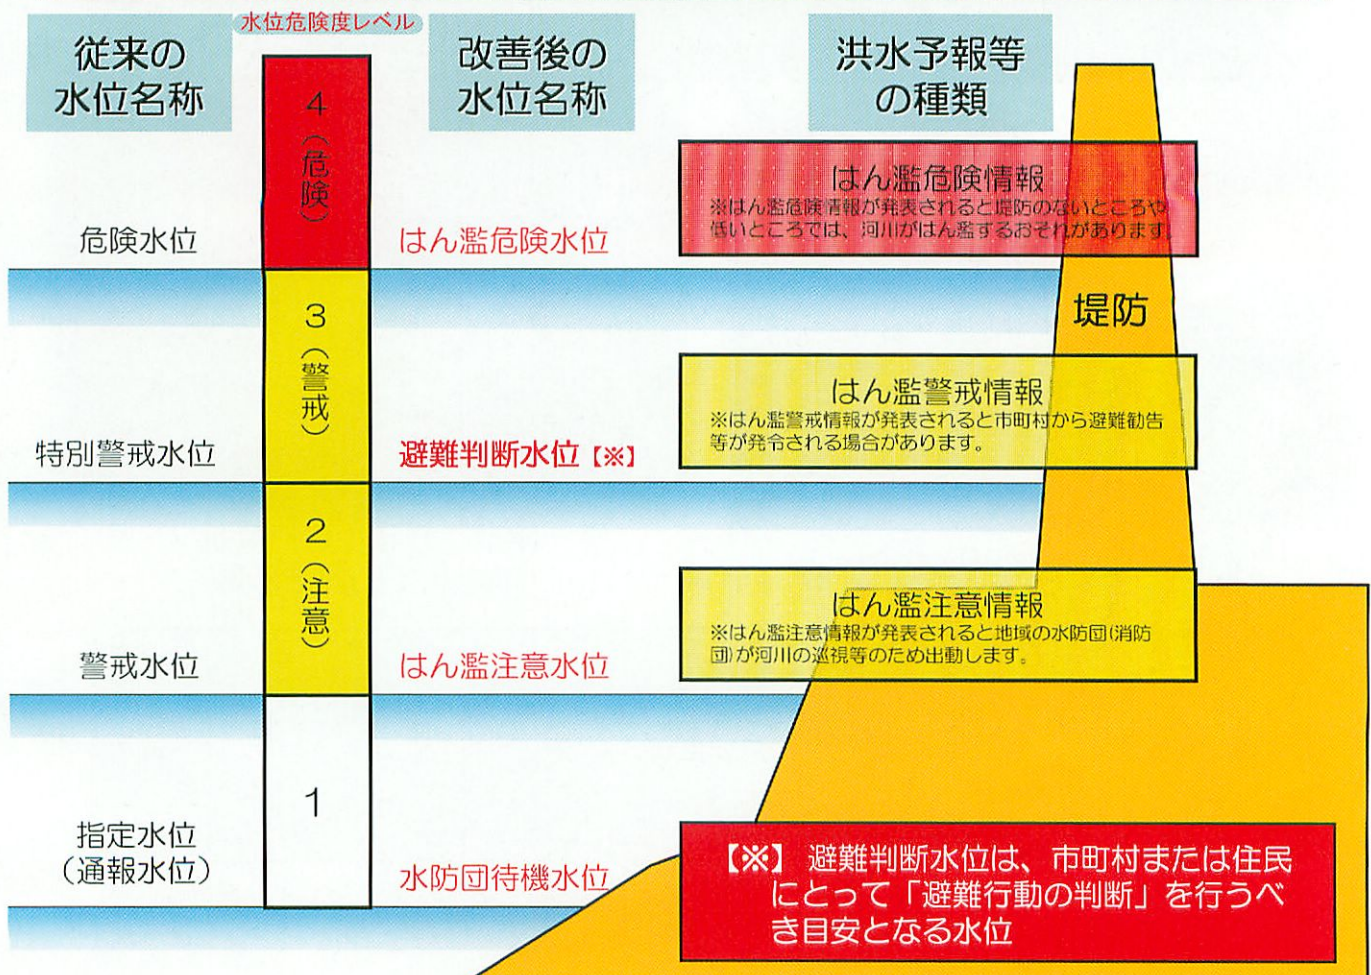 水位危険度レベル
従来の
水位名称
改善後の
水位名称
洪水予報等
の種類
4(危険)
危険水位
はん濫危険水位
はん濫危険情報
※はん濫危険情報が発表されると堤防のないところや
低いところでは、河川がはん濫するおそれがあります。
堤防
3(警戒)
特別警戒水位
避難判断水位【※】
はん濫警戒情報
※はん濫警戒情報が発表されると市町村から避難勧告
等が発令される場合があります。
2(注意)
警戒水位
はん濫注意水位
はん濫注意情報
※はん濫注意情報が発表されると地域の水防団(消防
団)が河川の巡視等のため出動します。
1
指定水位
(通報水位)
水防団待機水位
【※】 避難判断水位は、市町村または住民
にとって「避難行動の判断」を行うべ
き目安となる水位